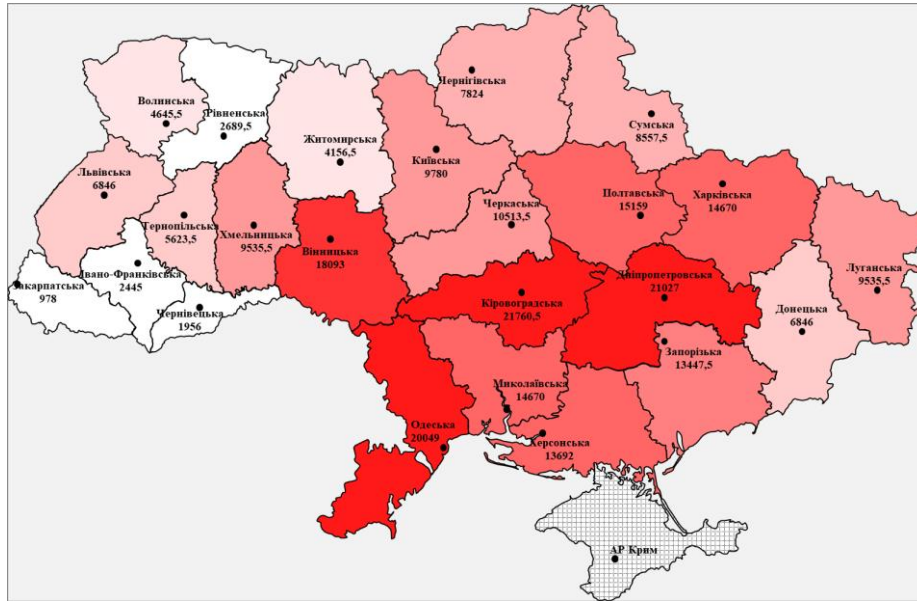 Волинська
4645,5
Рівненська
2689,5
Житомирська
4156,5
Київська
9780
Чернігівська
7824
Сумська
8557,5
Львівська
6846
Тернопільська
5623,5
Хмельницька
9535,5
Вінницька
18093
Черкаська
10513,5
Полтавська
15159
Харківська
14670
Луганська
9535,5
Закарпатська
978
Івано-Франківська
2445
Чернівецька
1956
Кіровоградська
21760,5
Дніпропетровська
21027
Донецька
6846
Запорізька
13447,5
Миколаївська
14670
Одеська
20049
Херсонська
13692
АР Крим